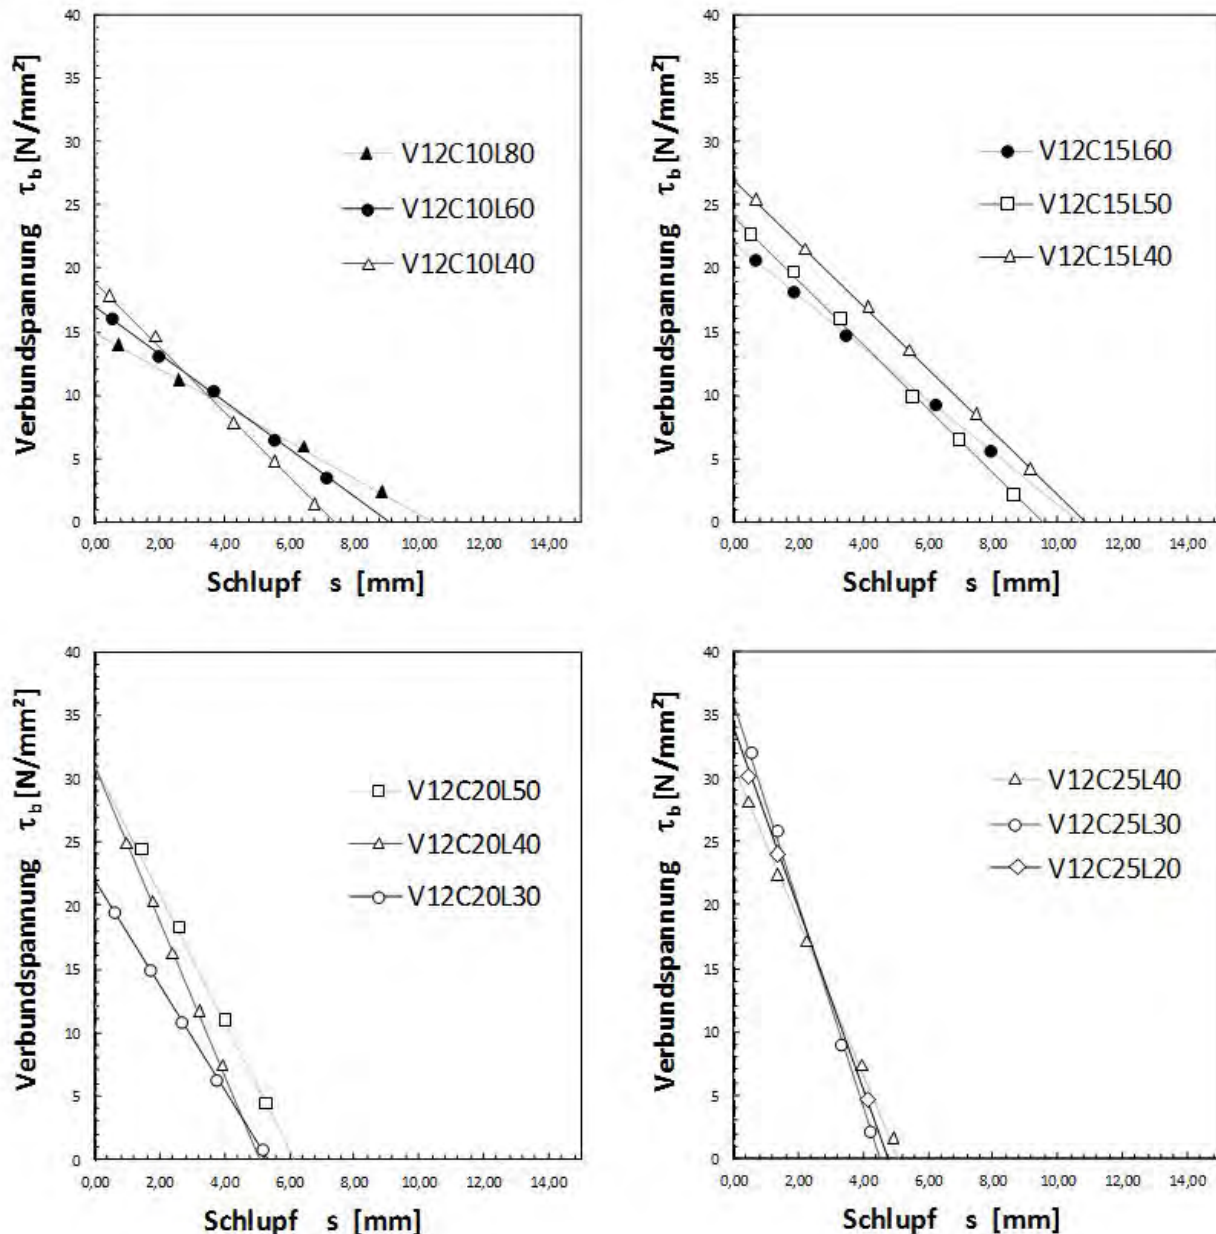 Verbundspannung τb [N/mm²]
40
35
30
25
20
15
10
5
0
V12C10L80
V12C10L60
V12C10L40
0,00 2,00 4,00 6,00 8,00 10,00 12,00 14,00
Schlupf s [mm]
Verbundspannung τb [N/mm²]
40
35
30
25
20
15
10
5
0
V12C15L60
V12C15L50
V12C15L40
0,00 2,00 4,00 6,00 8,00 10,00 12,00 14,00
Schlupf s [mm]
Verbundspannung τb [N/mm²]
40
35
30
25
20
15
10
5
0
V12C20L50
V12C20L40
V12C20L30
0,00 2,00 4,00 6,00 8,00 10,00 12,00 14,00
Schlupf s [mm]
Verbundspannung τb [N/mm²]
40
35
30
25
20
15
10
5
0
V12C25L40
V12C25L30
V12C25L20
0,00 2,00 4,00 6,00 8,00 10,00 12,00 14,00
Schlupf s [mm]